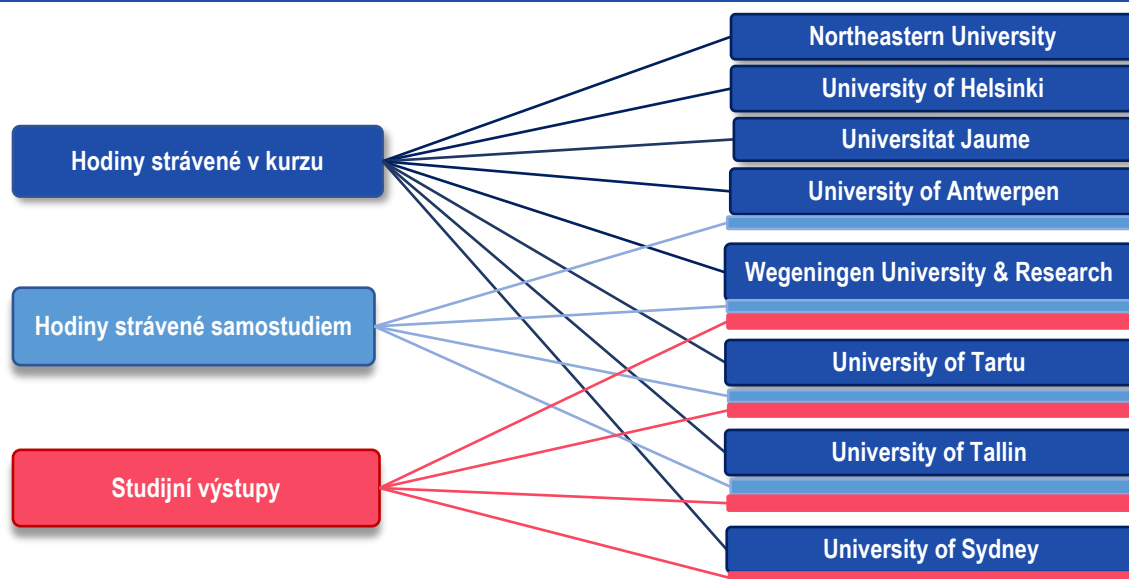 Hodiny strávené v kurzu
Hodiny strávené samostudiem
Studijní výstupy
Northeastern University
University of Helsinki
Universitat Jaume
University of Antwerpen
Wegeningen University & Research
University of Tartu
University of Tallin
University of Sydney